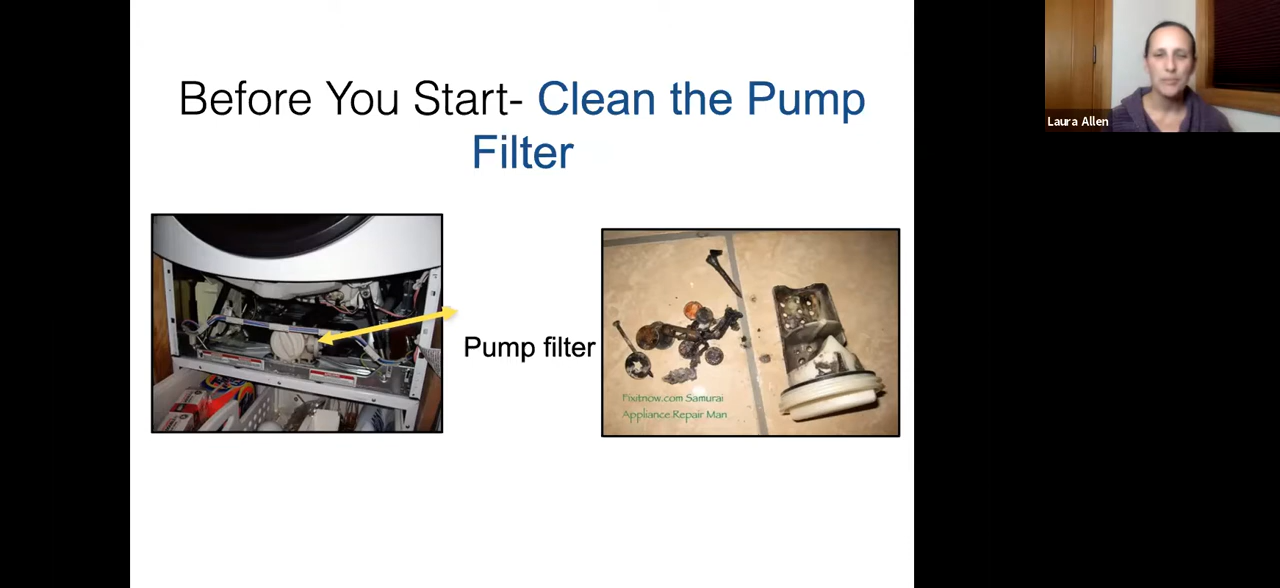 Before You Start- Clean the Pump
Filter
Laura Allen
Pump filter
Fixitnow.com Samurai
Appliance Repair Man